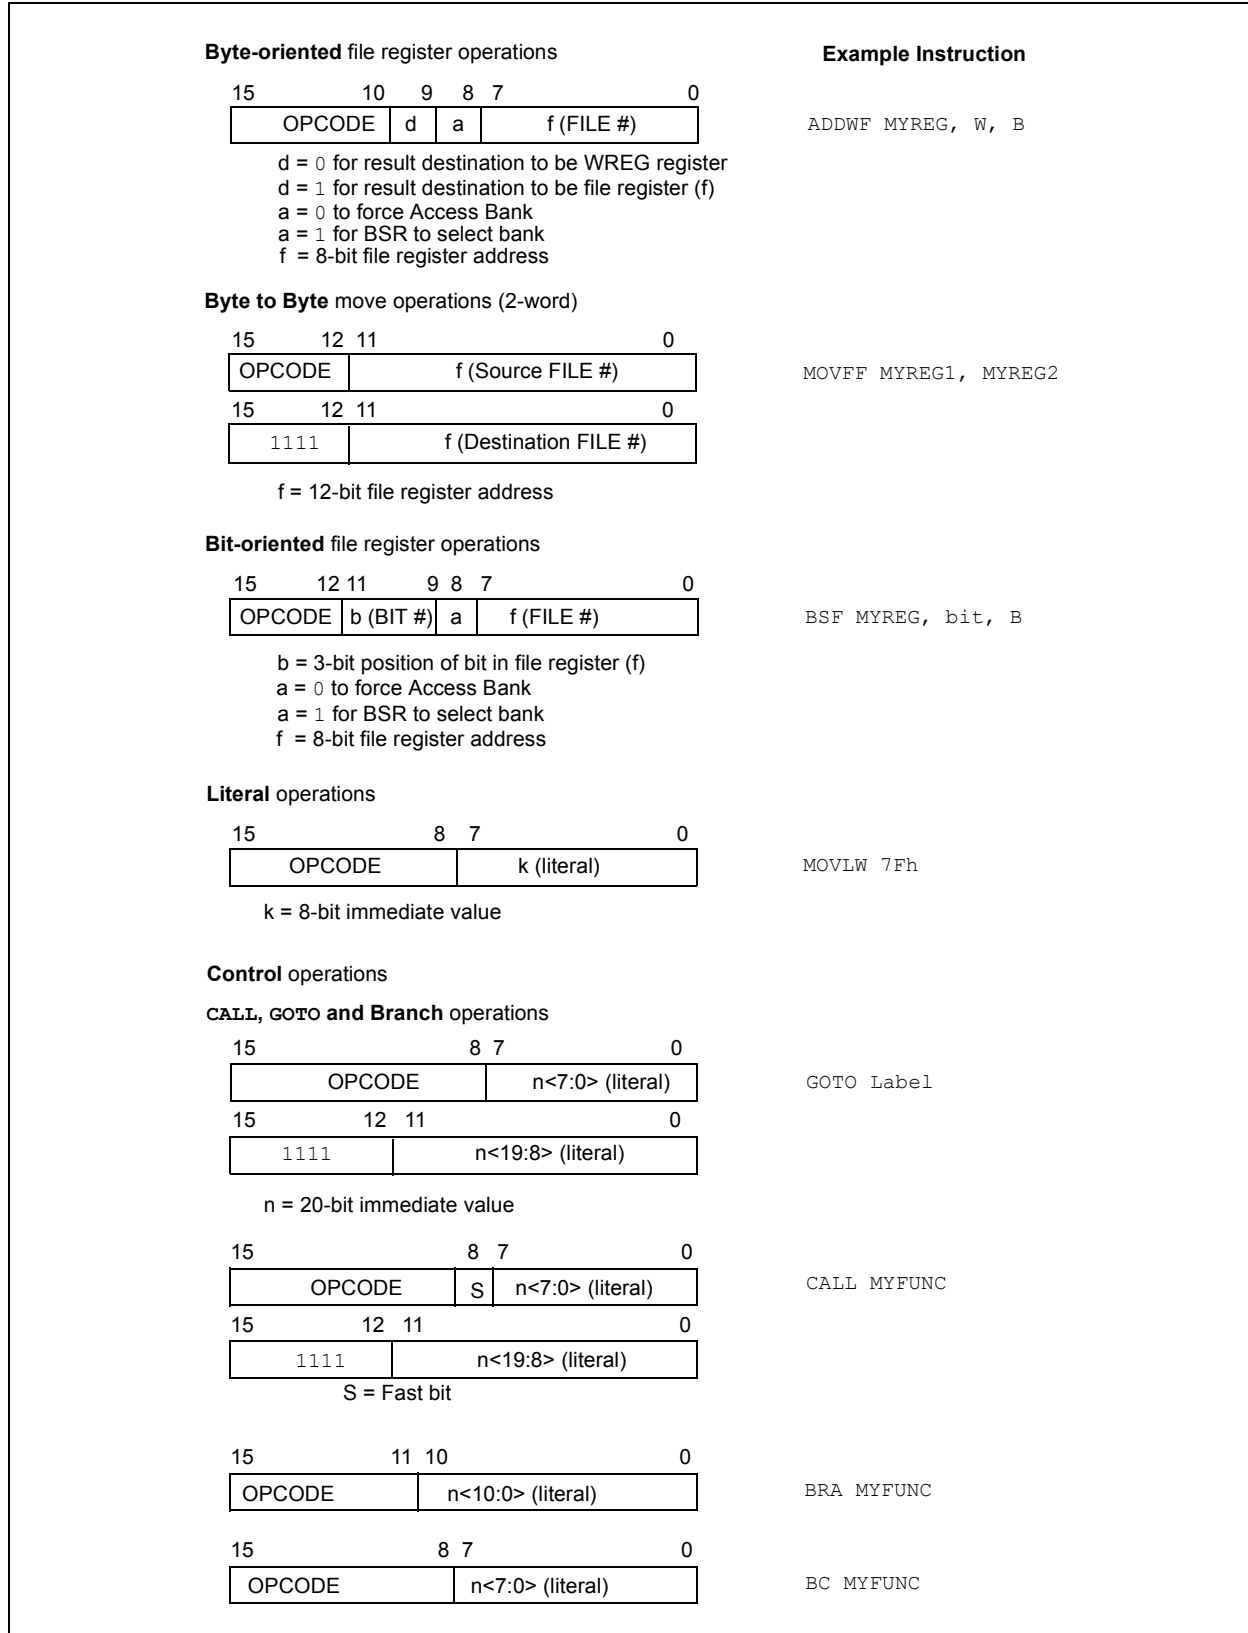 Byte-oriented file register operations
Example Instruction
15 10 9 8 7 0
OPCODE d a f (FILE #)
ADDWF MYREG, W, B
d = 0 for result destination to be WREG register
d = 1 for result destination to be file register (f)
a = 0 to force Access Bank
a = 1 for BSR to select bank
f = 8-bit file register address
Byte to Byte move operations (2-word)
15 12 11 0
OPCODE f (Source FILE #)
MOVFF MYREG1, MYREG2
15 12 11 0
1111 f (Destination FILE #)
f = 12-bit file register address
Bit-oriented file register operations
15 12 11 9 8 7 0
OPCODE b (BIT #) a f (FILE #)
BSF MYREG, bit, B
b = 3-bit position of bit in file register (f)
a = 0 to force Access Bank
a = 1 for BSR to select bank
f = 8-bit file register address
Literal operations
15 8 7 0
OPCODE k (literal)
MOVLW 7Fh
k = 8-bit immediate value
Control operations
CALL, GOTO and Branch operations
15 8 7 0
OPCODE n<7:0> (literal)
GOTO Label
15 12 11 0
1111 n<19:8> (literal)
n = 20-bit immediate value
15 8 7 0
OPCODE S n<7:0> (literal)
CALL MYFUNC
15 12 11 0
1111 n<19:8> (literal)
S = Fast bit
15 11 10 0
OPCODE n<10:0> (literal)
BRA MYFUNC
15 8 7 0
OPCODE n<7:0> (literal)
BC MYFUNC